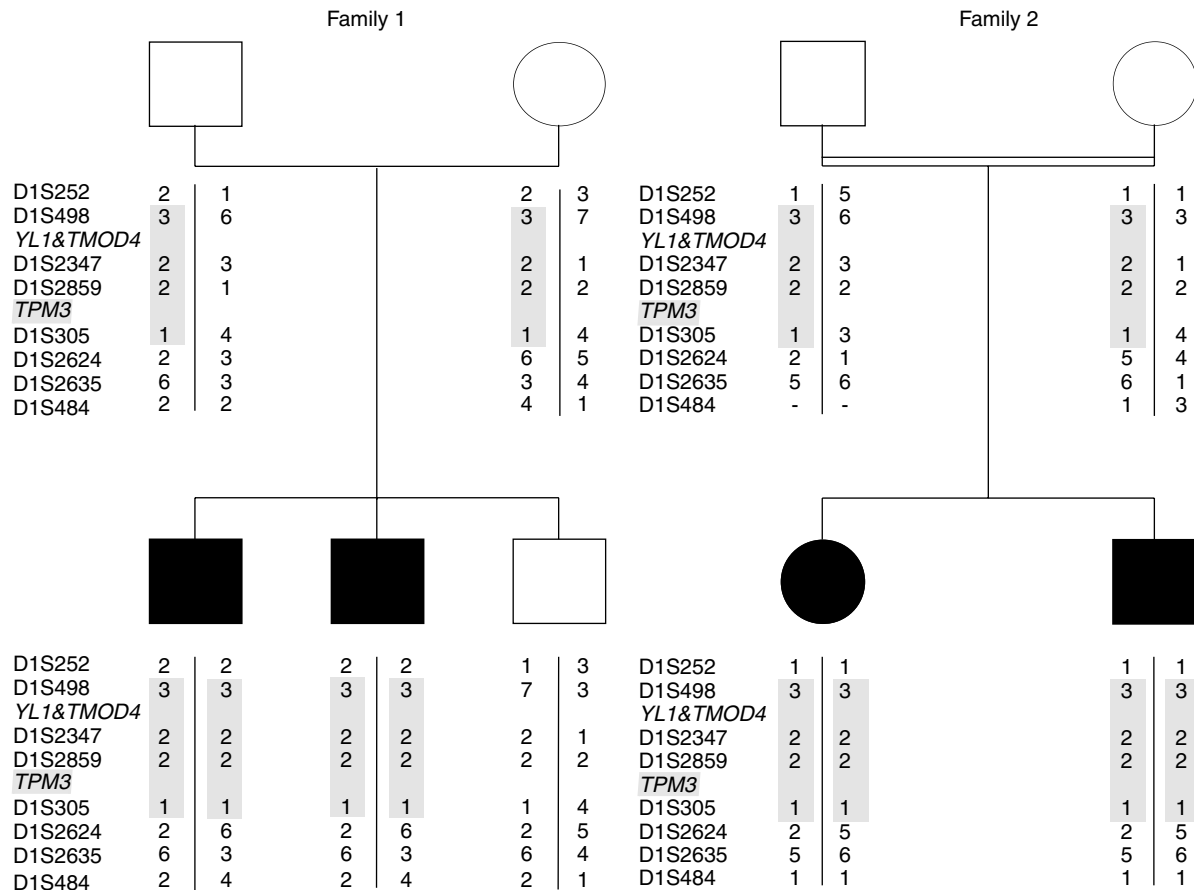 Family 1 Family 2
D1S252 2 1 2 3 D1S252 1 5 1 1
D1S498 3 6 3 7 D1S498 3 6 3 3
YL1&TMOD4 YL1&TMOD4
D1S2347 2 3 2 1 D1S2347 2 3 2 1
D1S2859 2 1 2 2 D1S2859 2 2 2 2
TPM3 TPM3
D1S305 1 4 1 4 D1S305 1 3 1 4
D1S2624 2 3 6 5 D1S2624 2 1 5 4
D1S2635 6 3 3 4 D1S2635 5 6 6 1
D1S484 2 2 4 1 D1S484 - - 1 3
D1S252 2 2 2 2 1 3 D1S252 1 1 1 1
D1S498 3 3 3 3 7 3 D1S498 3 3 3 3
YL1&TMOD4 YL1&TMOD4
D1S2347 2 2 2 2 2 1 D1S2347 2 2 2 2
D1S2859 2 2 2 2 2 2 D1S2859 2 2 2 2
TPM3 TPM3
D1S305 1 1 1 1 1 4 D1S305 1 1 1 1
D1S2624 2 6 2 6 2 5 D1S2624 2 5 2 5
D1S2635 6 3 6 3 6 4 D1S2635 5 6 5 6
D1S484 2 4 2 4 2 1 D1S484 1 1 1 1